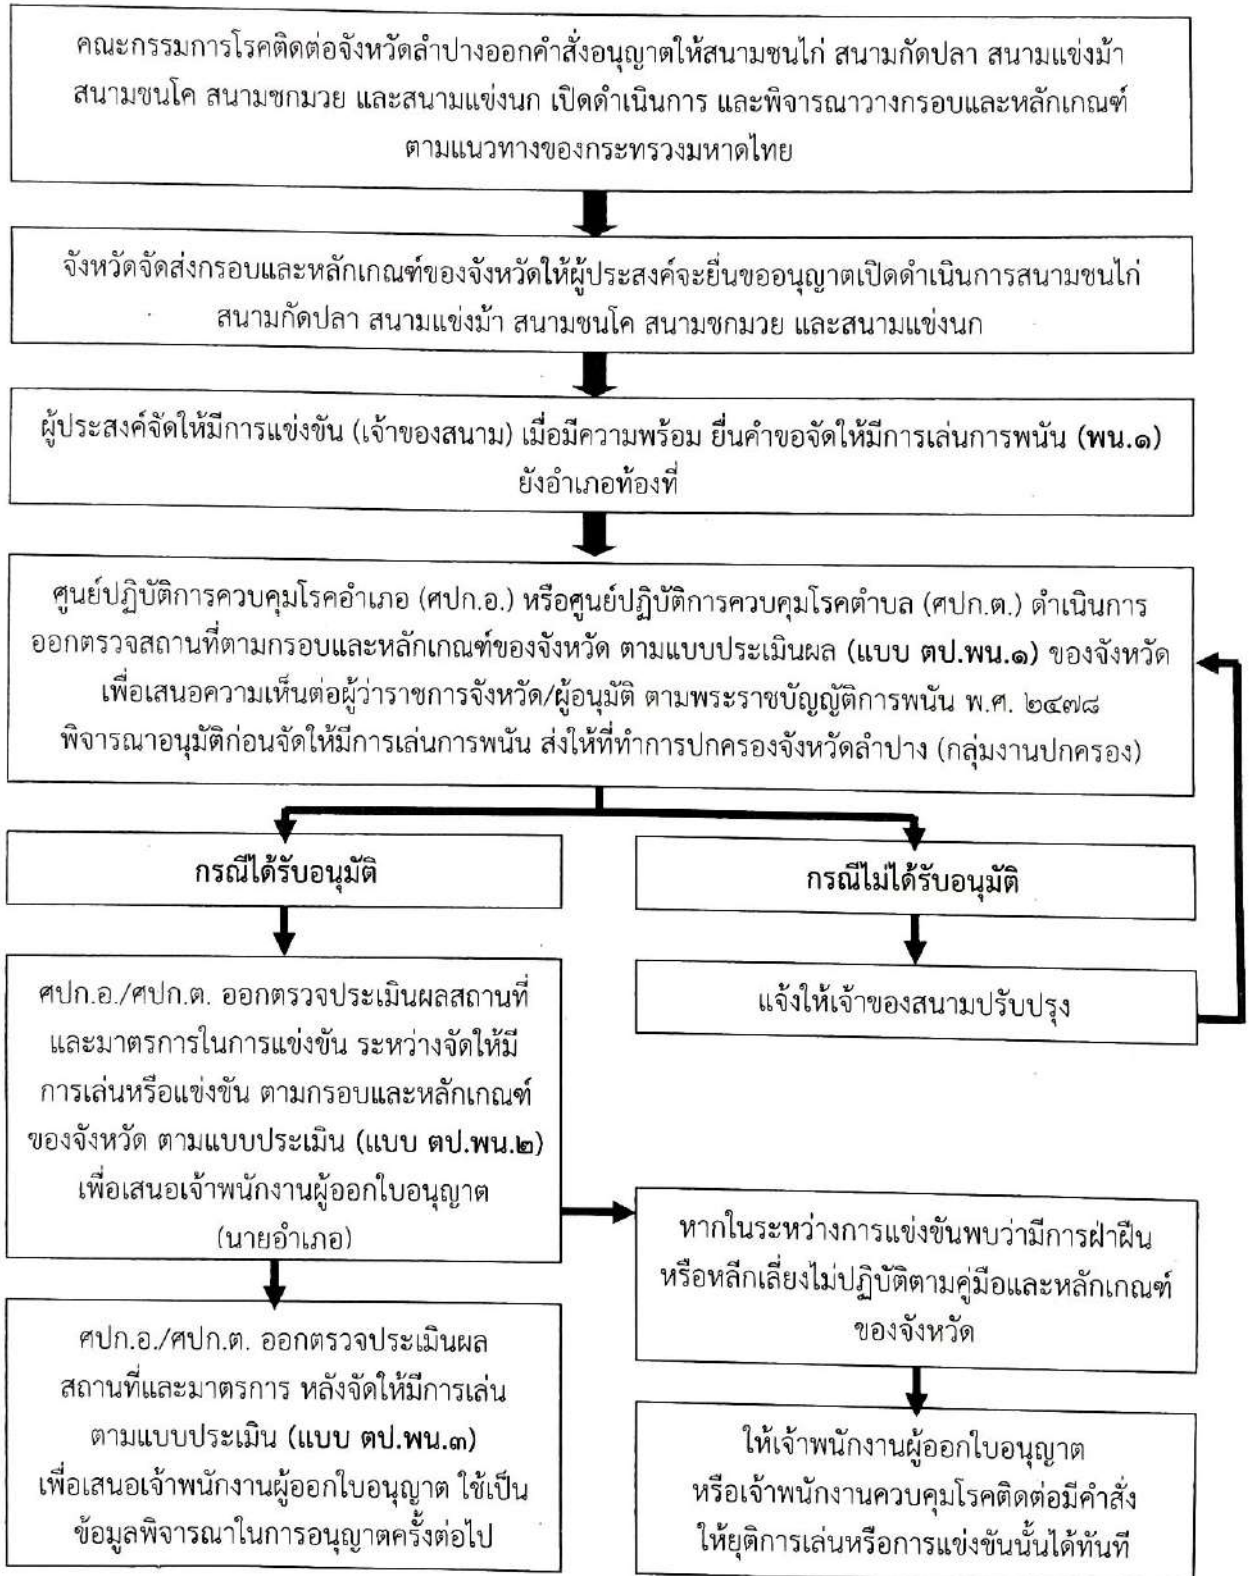 คณะกรรมการโรคติดต่อจังหวัดลำปางออกคำสั่งอนุญาตให้สนามชนไก่ สนามกัดปลา สนามแข่งม้า
สนามชนโค สนามชกมวย และสนามแข่งนก เปิดดำเนินการ และพิจารณาวางกรอบและหลักเกณฑ์
ตามแนวทางของกระทรวงมหาดไทย
จังหวัดจัดส่งกรอบและหลักเกณฑ์ของจังหวัดให้ผู้ประสงค์จะยื่นขออนุญาตเปิดดำเนินการสนามชนไก่
สนามกัดปลา สนามแข่งม้า สนามชนโค สนามชกมวย และสนามแข่งนก
ผู้ประสงค์จัดให้มีการแข่งขัน (เจ้าของสนาม) เมื่อมีความพร้อม ยื่นคำขอจัดให้มีการเล่นการพนัน (พน.๑)
ยังอำเภอท้องที่
ศูนย์ปฏิบัติการควบคุมโรคอำเภอ (ศปก.อ.) หรือศูนย์ปฏิบัติการควบคุมโรคตำบล (ศปก.ต.) ดำเนินการ
ออกตรวจสถานที่ตามกรอบและหลักเกณฑ์ของจังหวัด ตามแบบประเมินผล (แบบ ตป.พน.๑) ของจังหวัด
เพื่อเสนอความเห็นต่อผู้ว่าราชการจังหวัด/ผู้อนุมัติ ตามพระราชบัญญัติการพนัน พ.ศ. ๒๔๗๘
พิจารณาอนุมัติก่อนจัดให้มีการเล่นการพนัน ส่งให้ที่ทำการปกครองจังหวัดลำปาง (กลุ่มงานปกครอง)
กรณีได้รับอนุมัติ
กรณีไม่ได้รับอนุมัติ
แจ้งให้เจ้าของสนามปรับปรุง
ศปก.อ./ศปก.ต. ออกตรวจประเมินผลสถานที่
และมาตรการในการแข่งขัน ระหว่างจัดให้มี
การเล่นหรือแข่งขัน ตามกรอบและหลักเกณฑ์
ของจังหวัด ตามแบบประเมิน (แบบ ตป.พน.๒)
เพื่อเสนอเจ้าพนักงานผู้ออกใบอนุญาต
(นายอำเภอ)
หากในระหว่างการแข่งขันพบว่ามีการฝ่าฝืน
หรือหลีกเลี่ยงไม่ปฏิบัติตามคู่มือและหลักเกณฑ์
ของจังหวัด
ศปก.อ./ศปก.ต. ออกตรวจประเมินผล
สถานที่และมาตรการ หลังจัดให้มีการเล่น
ตามแบบประเมิน (แบบ ตป.พน.๓)
เพื่อเสนอเจ้าพนักงานผู้ออกใบอนุญาต ใช้เป็น
ข้อมูลพิจารณาในการอนุญาตครั้งต่อไป
ให้เจ้าพนักงานผู้ออกใบอนุญาต
หรือเจ้าพนักงานควบคุมโรคติดต่อมีคำสั่ง
ให้ยุติการเล่นหรือการแข่งขันนั้นได้ทันที